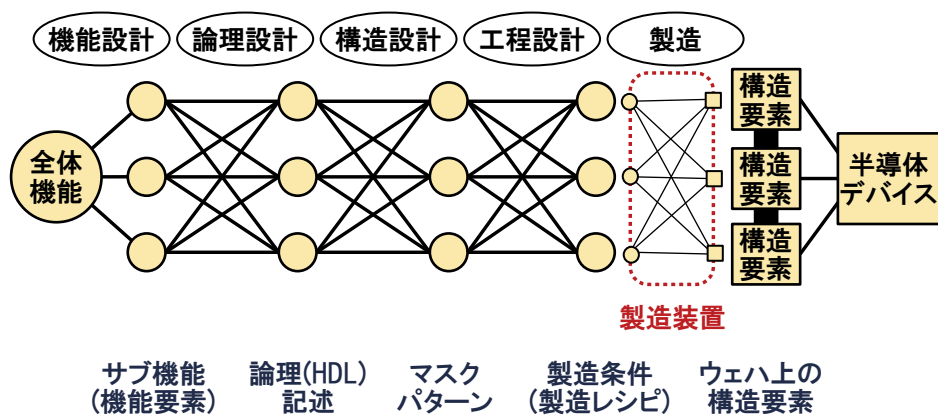 機能設計
論理設計
構造設計
工程設計
製造
全体
機能
構造
要素
構造
要素
構造
要素
半導体
デバイス
製造装置
サブ機能
(機能要素)
論理(HDL)
記述
マスク
パターン
製造条件
(製造レシピ)
ウェハ上の
構造要素